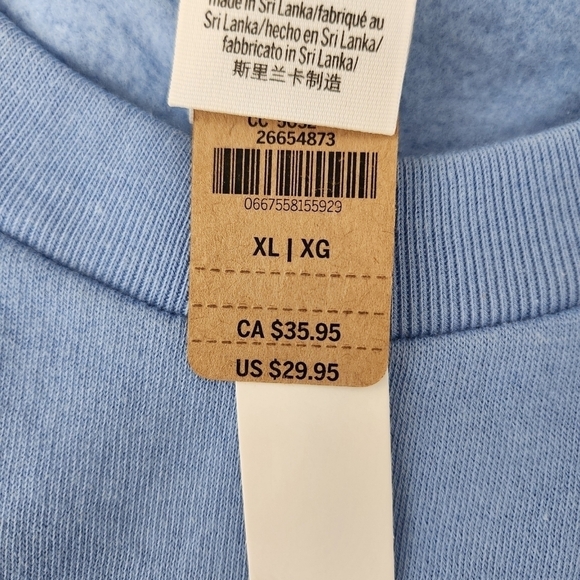 made in Sri Lanka/fabriqué au
Sri Lanka/hecho en Sri Lanka/
fabbricato in Sri Lanka/
斯里兰卡制造
26654873
0667558155929
XL | XG
CA $35.95
US $29.95